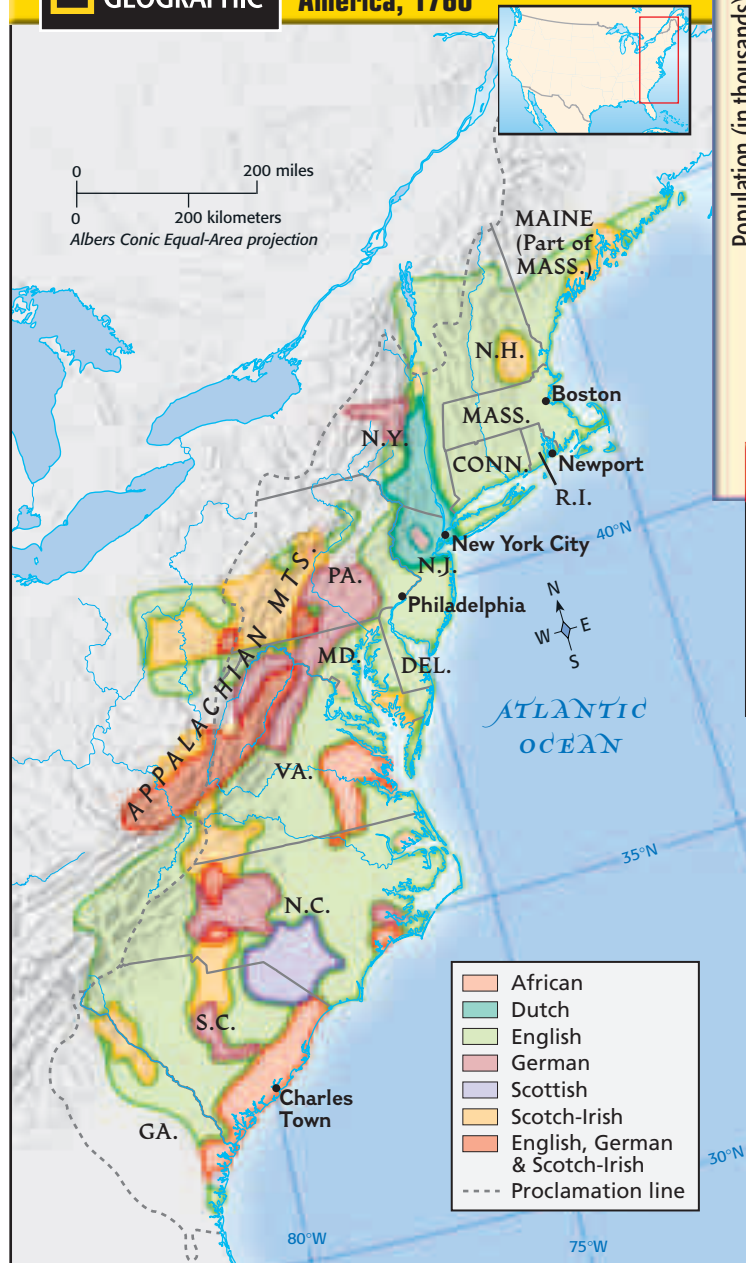 GEOGRAPHIC
America, 1760
Population (in thousands)
0 200 miles
0 200 kilometers
Albers Conic Equal-Area projection
MAINE
(Part of
MASS.)
N.H.
Boston
MASS.
N.Y.
CONN.
Newport
R.I.
40°N
New York City
N.J.
PA.
Philadelphia
N
W E
S
MD.
DEL.
APPALACHIAN MTS.
ATLANTIC
OCEAN
VA.
35°N
N.C.
S.C.
Charles
Town
GA.
African
Dutch
English
German
Scottish
Scotch-Irish
English, German
& Scotch-Irish
Proclamation line
30°N
80°W
75°W